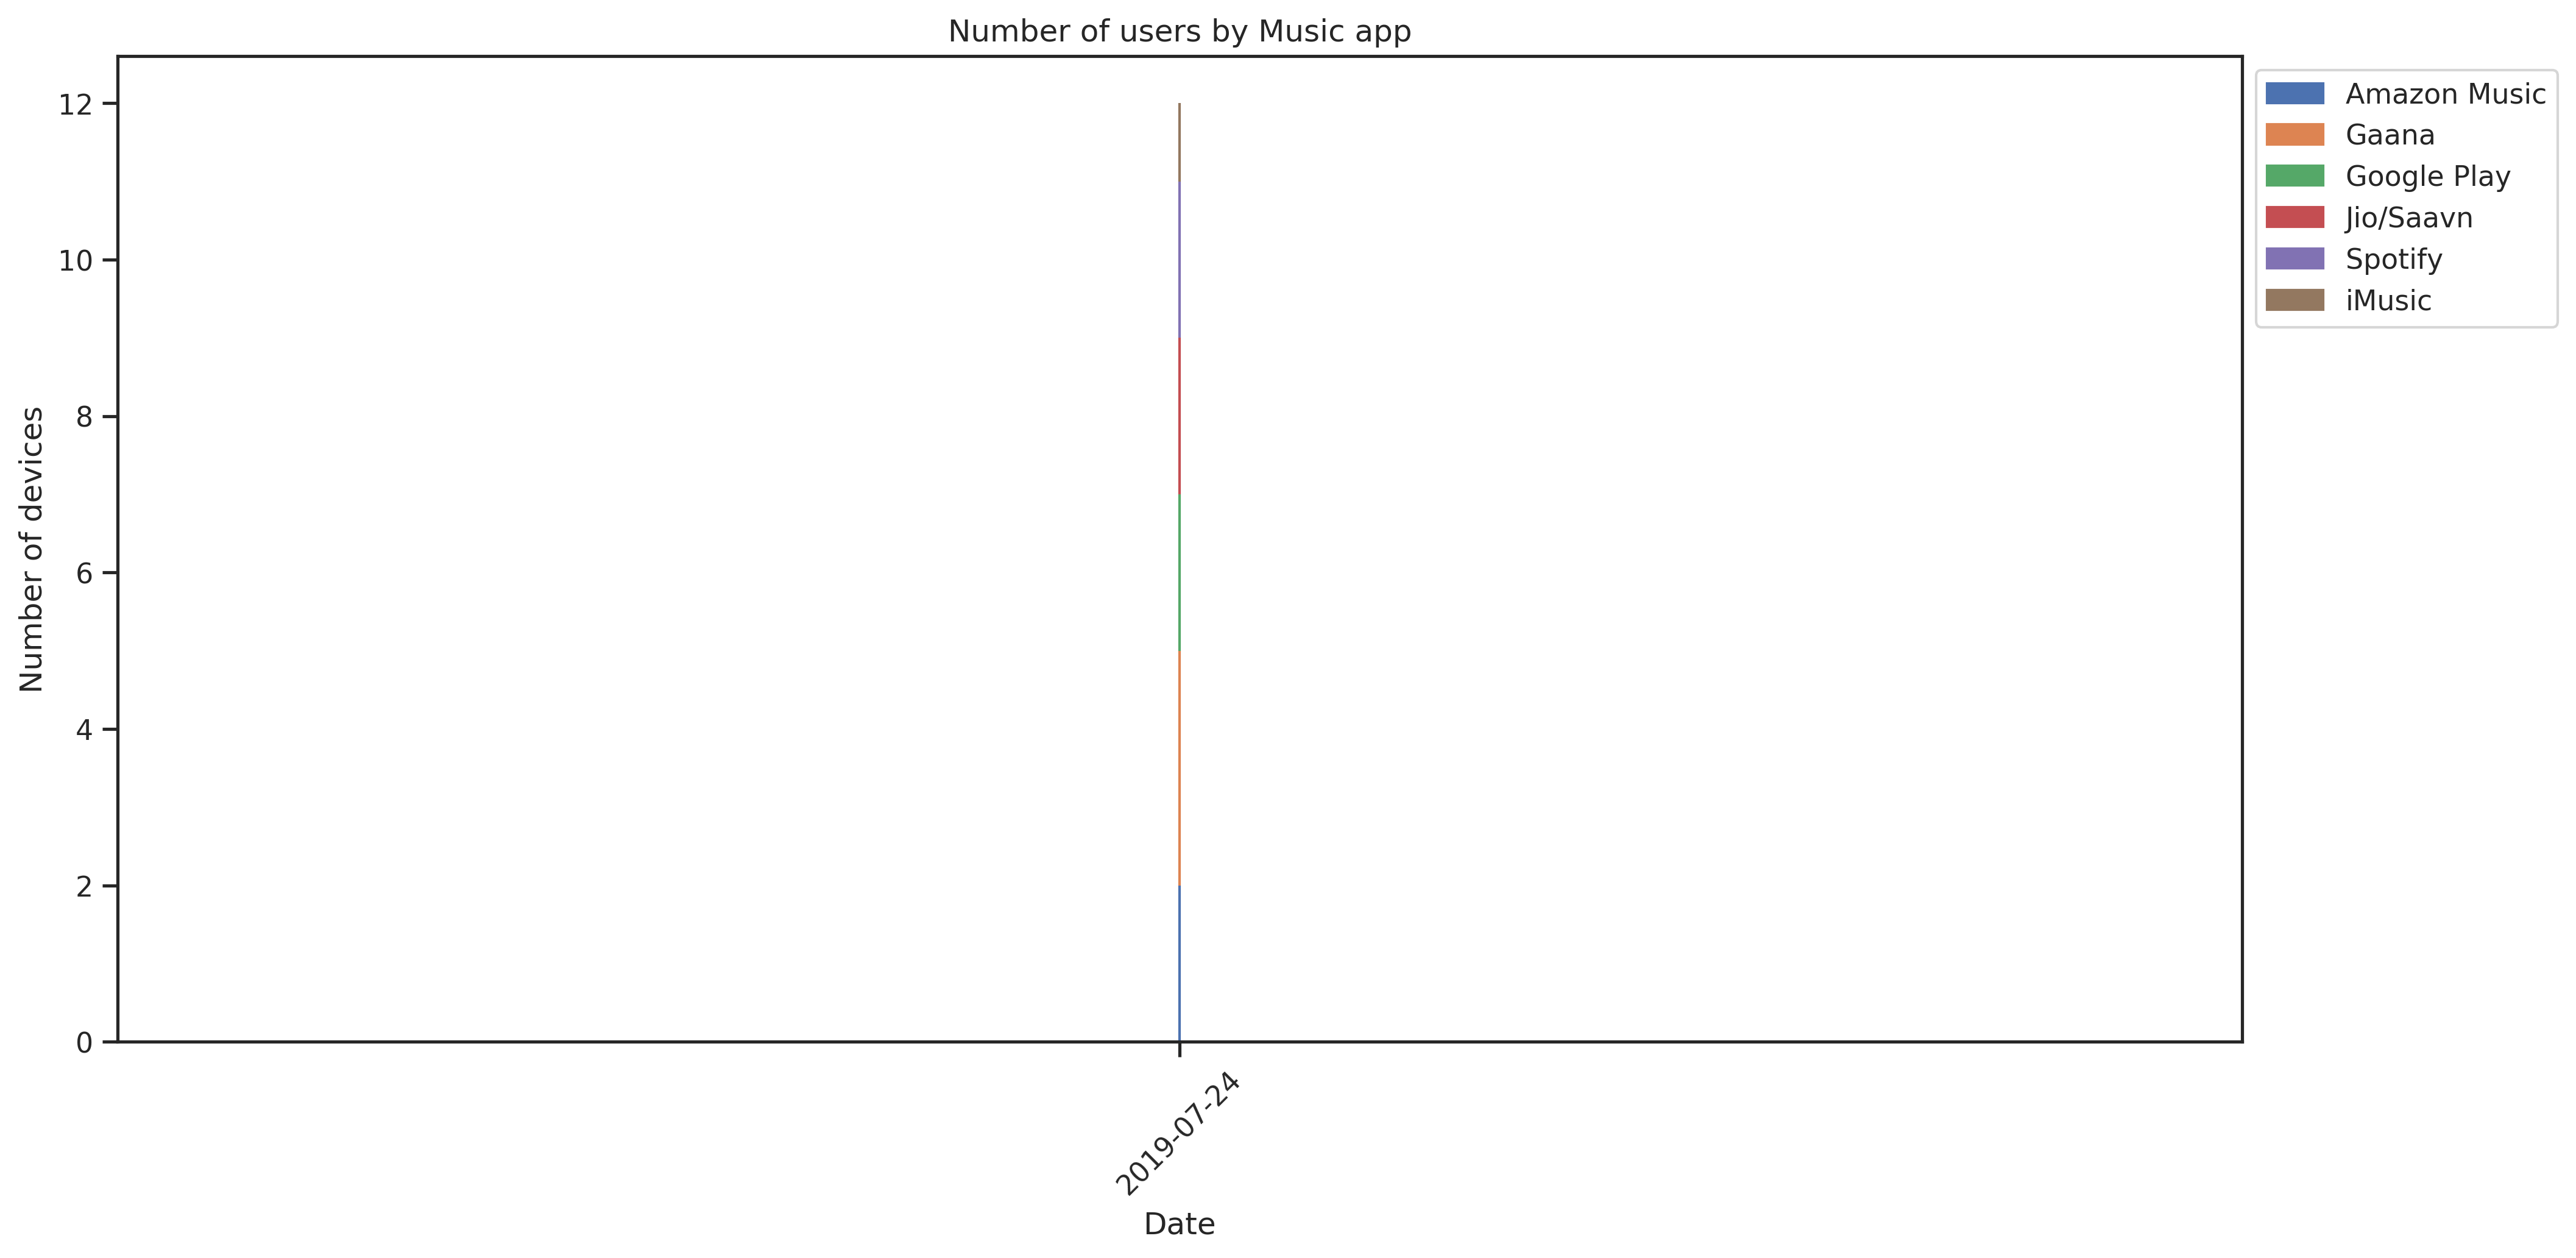 Number of users by Music app
12
10
8
6
4
2
0
Number of devices
2019-07-24
Date
Amazon Music
Gaana
Google Play
Jio/Saavn
Spotify
iMusic